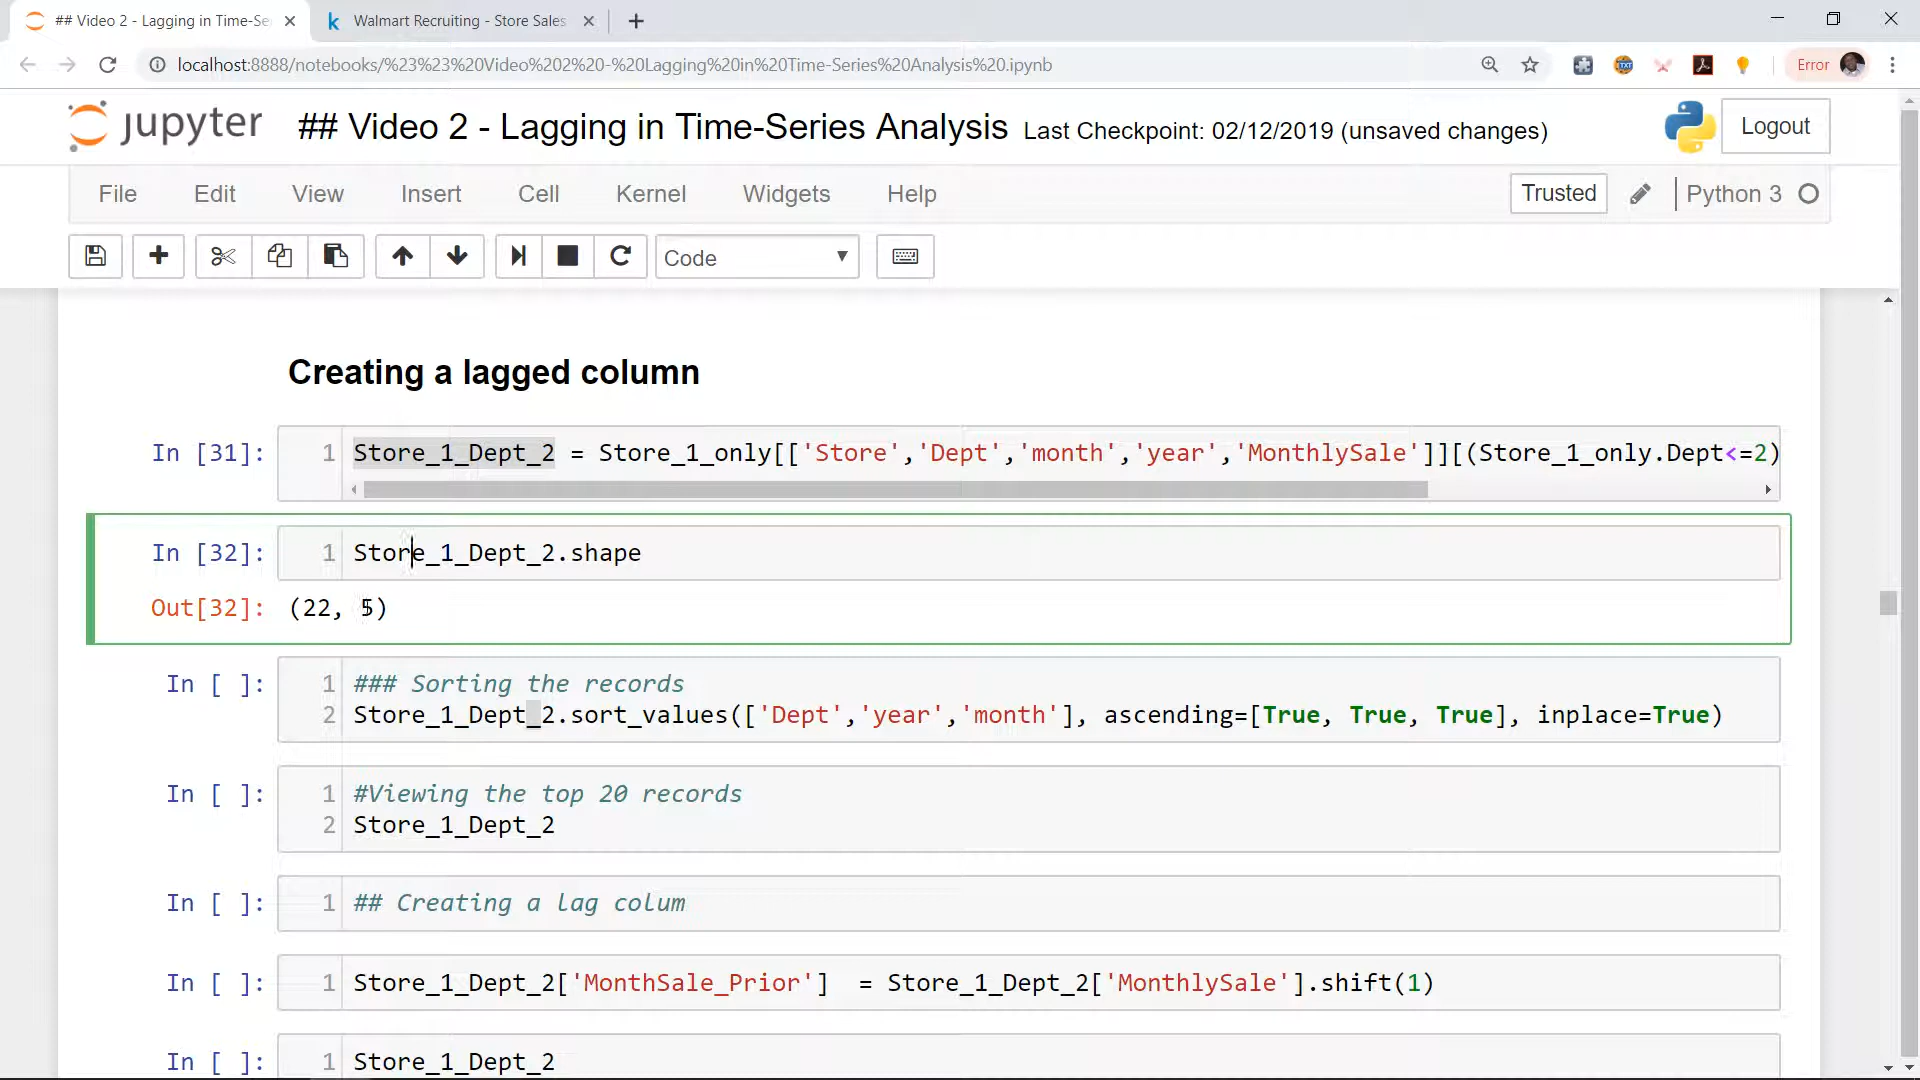 ## Video 2 - Lagging in Time-Se
Walmart Recruiting - Store Sales
localhost:8888/notebooks/%23%23%20Video%202%20-%20Lagging%20in%20Time-Series%20Analysis%20.ipynb
Error
jupyter ## Video 2 - Lagging in Time-Series Analysis Last Checkpoint: 02/12/2019 (unsaved changes)
Logout
File Edit View Insert Cell Kernel Widgets Help
Trusted Python 3
Code
Creating a lagged column
In [31]: 1 Store_1_Dept_2 = Store_1_only[['Store','Dept','month','year','MonthlySale']][(Store_1_only.Dept<=2)
In [32]: 1 Store_1_Dept_2.shape
Out[32]: (22, 5)
In [ ]: 1 ### Sorting the records
2 Store_1_Dept_2.sort_values(['Dept','year','month'], ascending=[True, True, True], inplace=True)
In [ ]: 1 #Viewing the top 20 records
2 Store_1_Dept_2
In [ ]: 1 ## Creating a lag colum
In [ ]: 1 Store_1_Dept_2['MonthSale_Prior']  = Store_1_Dept_2['MonthlySale'].shift(1)
In [ ]: 1 Store_1_Dept_2